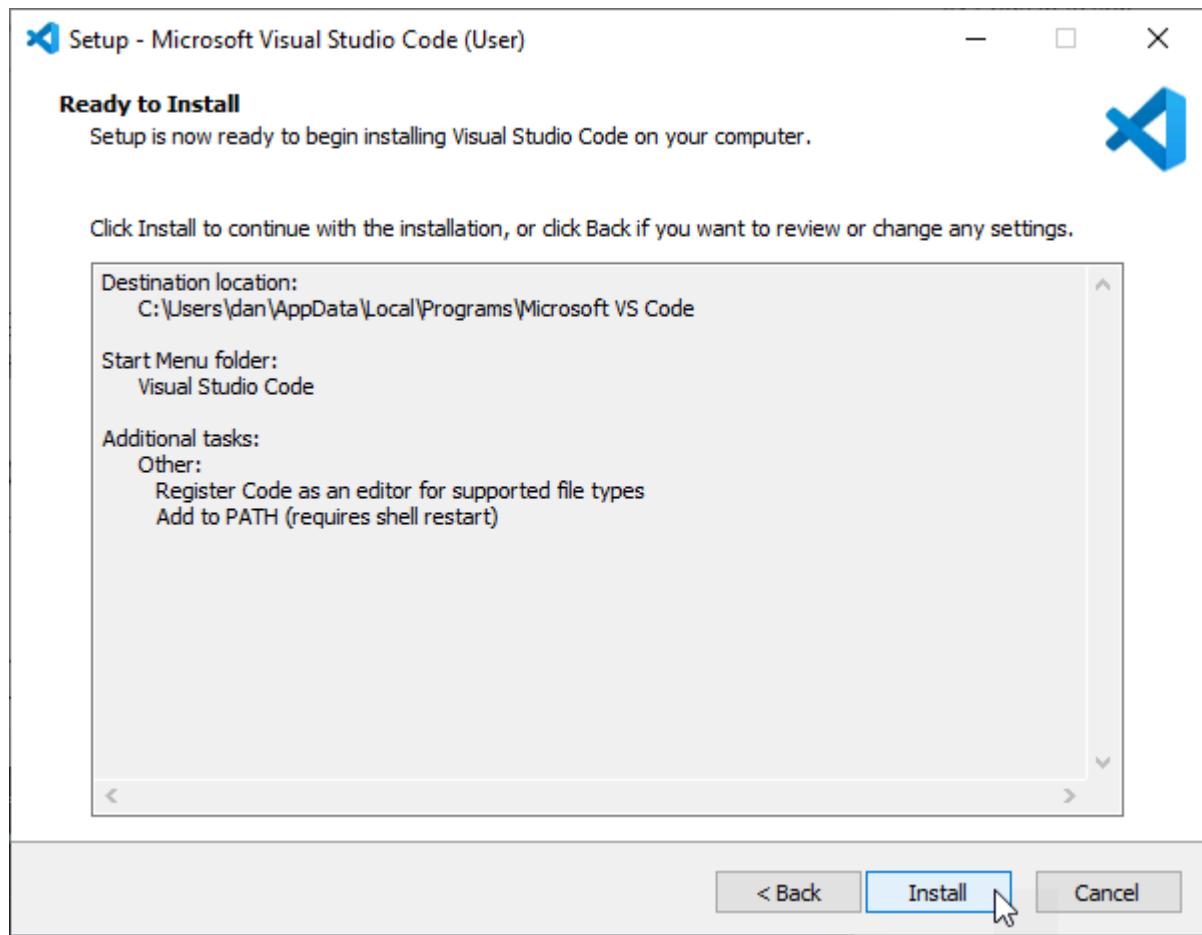 Setup - Microsoft Visual Studio Code (User)
Ready to Install
Setup is now ready to begin installing Visual Studio Code on your computer.
Click Install to continue with the installation, or click Back if you want to review or change any settings.
Destination location:
C:\Users\dan\AppData\Local\Programs\Microsoft VS Code
Start Menu folder:
Visual Studio Code
Additional tasks:
Other:
Register Code as an editor for supported file types
Add to PATH (requires shell restart)
< Back
Install
Cancel